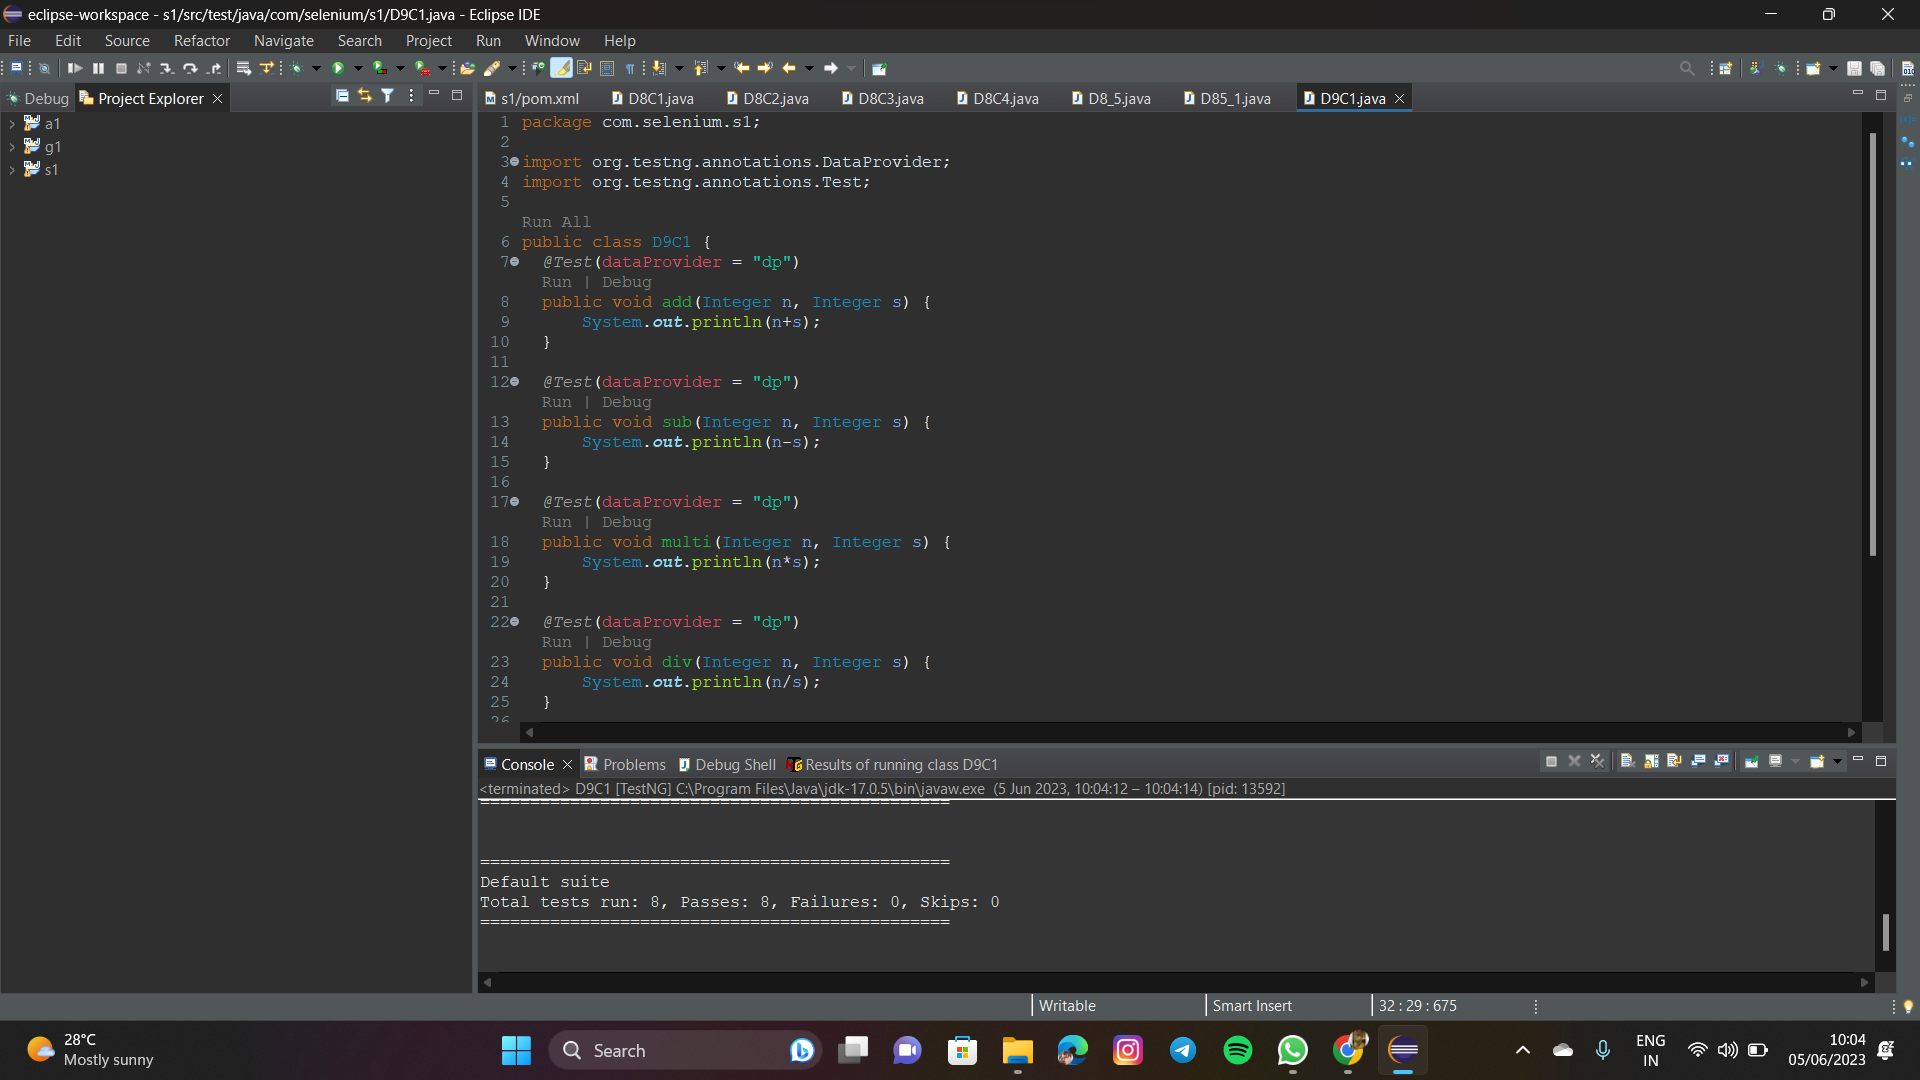 eclipse-workspace - s1/src/test/java/com/selenium/s1/D9C1.java - Eclipse IDE
File Edit Source Refactor Navigate Search Project Run Window Help
Debug Project Explorer
a1
g1
s1
s1/pom.xml D8C1.java D8C2.java D8C3.java D8C4.java D8_5.java D85_1.java D9C1.java
1 package com.selenium.s1;
2
3 import org.testng.annotations.DataProvider;
4 import org.testng.annotations.Test;
5
Run All
6 public class D9C1 {
7 @Test(dataProvider = "dp")
Run | Debug
8 public void add(Integer n, Integer s) {
9 System.out.println(n+s);
10 }
11
12 @Test(dataProvider = "dp")
Run | Debug
13 public void sub(Integer n, Integer s) {
14 System.out.println(n-s);
15 }
16
17 @Test(dataProvider = "dp")
Run | Debug
18 public void multi(Integer n, Integer s) {
19 System.out.println(n*s);
20 }
21
22 @Test(dataProvider = "dp")
Run | Debug
23 public void div(Integer n, Integer s) {
24 System.out.println(n/s);
25 }
26
Console Problems Debug Shell Results of running class D9C1
<terminated> D9C1 [TestNG] C:\Program Files\Java\jdk-17.0.5\bin\javaw.exe (5 Jun 2023, 10:04:12 – 10:04:14) [pid: 13592]
===============================================
===============================================
Default suite
Total tests run: 8, Passes: 8, Failures: 0, Skips: 0
===============================================
Writable Smart Insert 32 : 29 : 675
28°C
Mostly sunny
Search
ENG
IN
10:04
05/06/2023